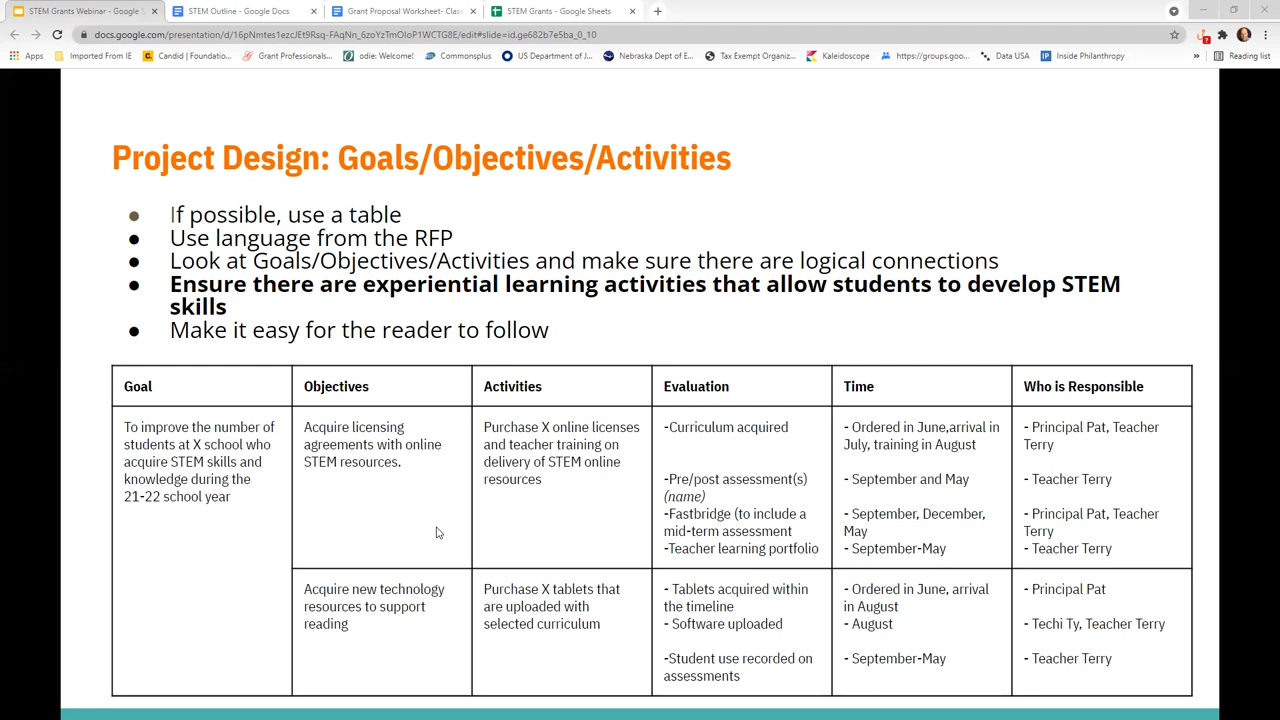 STEM Grants Webinar - Google S
STEM Outline - Google Docs
Grant Proposal Worksheet- Clas
STEM Grants - Google Sheets
docs.google.com/presentation/d/16pNmtes1ezcJEt9Rsq-FAqNn_6zoYzTmOIoP1WCTG8E/edit#slide=id.ge682b7e5ba_0_10
Apps
Imported From IE
Candid | Foundatio...
Grant Professionals...
odie: Welcome!
Commonsplus
US Department of J...
Nebraska Dept of E...
Tax Exempt Organiz...
Kaleidoscope
https://groups.goo...
Data USA
Inside Philanthropy
»
Reading list
Project Design: Goals/Objectives/Activities
● If possible, use a table
● Use language from the RFP
● Look at Goals/Objectives/Activities and make sure there are logical connections
● Ensure there are experiential learning activities that allow students to develop STEM
skills
● Make it easy for the reader to follow
Goal
Objectives
Activities
Evaluation
Time
Who is Responsible
To improve the number of
students at X school who
acquire STEM skills and
knowledge during the
21-22 school year
Acquire licensing
agreements with online
STEM resources.
Purchase X online licenses
and teacher training on
delivery of STEM online
resources
-Curriculum acquired
-Pre/post assessment(s)
(name)
-Fastbridge (to include a
mid-term assessment
-Teacher learning portfolio
- Ordered in June,arrival in
July, training in August
- September and May
- September, December,
May
- September-May
- Principal Pat, Teacher
Terry
- Teacher Terry
- Principal Pat, Teacher
Terry
- Teacher Terry
Acquire new technology
resources to support
reading
Purchase X tablets that
are uploaded with
selected curriculum
- Tablets acquired within
the timeline
- Software uploaded
-Student use recorded on
assessments
- Ordered in June, arrival
in August
- August
- September-May
- Principal Pat
- Techi Ty, Teacher Terry
- Teacher Terry